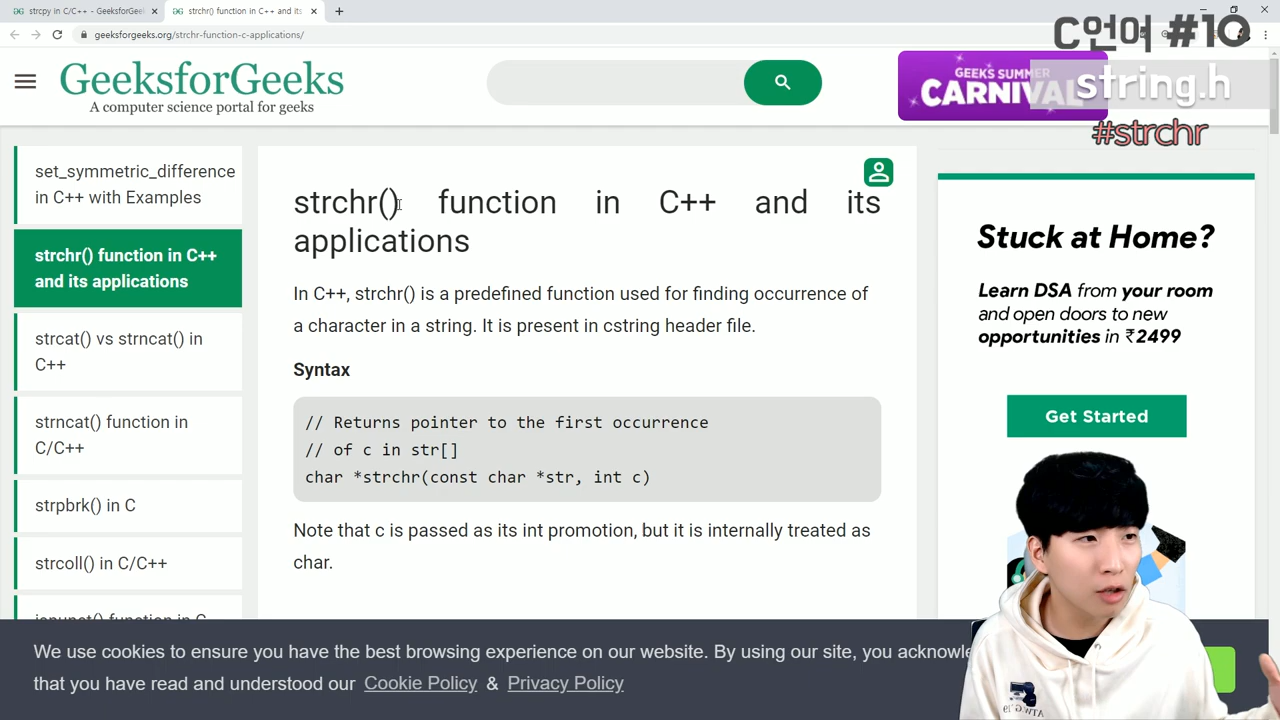 strcpy in C/C++ - GeeksforGeek
strchr() function in C++ and its
geeksforgeeks.org/strchr-function-c-applications/
C언어 #10
string.h
#strchr
GeeksforGeeks
A computer science portal for geeks
GEEKS SUMMER
CARNIVAL
set_symmetric_difference
in C++ with Examples
strchr() function in C++
and its applications
strcat() vs strncat() in
C++
strncat() function in
C/C++
strpbrk() in C
strcoll() in C/C++
ispunct() function in C
strchr() function in C++ and its
applications
In C++, strchr() is a predefined function used for finding occurrence of
a character in a string. It is present in cstring header file.
Syntax
// Returns pointer to the first occurrence
// of c in str[]
char *strchr(const char *str, int c)
Note that c is passed as its int promotion, but it is internally treated as
char.
Stuck at Home?
Learn DSA from your room
and open doors to new
opportunities in ₹2499
Get Started
We use cookies to ensure you have the best browsing experience on our website. By using our site, you acknowle
that you have read and understood our Cookie Policy & Privacy Policy